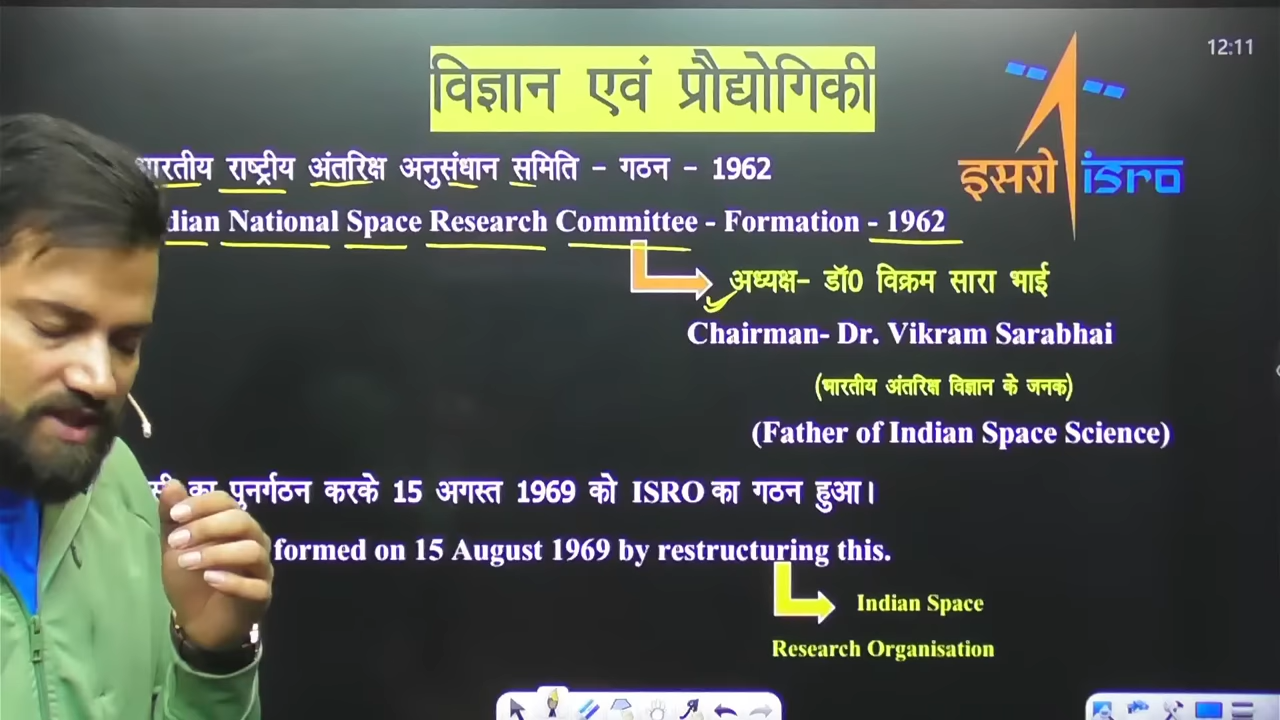 12:11
विज्ञान एवं प्रौद्योगिकी
इसरो isro
भारतीय राष्ट्रीय अंतरिक्ष अनुसंधान समिति – गठन – 1962
National Space Research Committee - Formation - 1962
अध्यक्ष– डॉ0 विक्रम सारा भाई
Chairman- Dr. Vikram Sarabhai
(भारतीय अंतरिक्ष विज्ञान के जनक)
(Father of Indian Space Science)
का पुनर्गठन करके 15 अगस्त 1969 को ISRO का गठन हुआ।
formed on 15 August 1969 by restructuring this.
Indian Space
Research Organisation